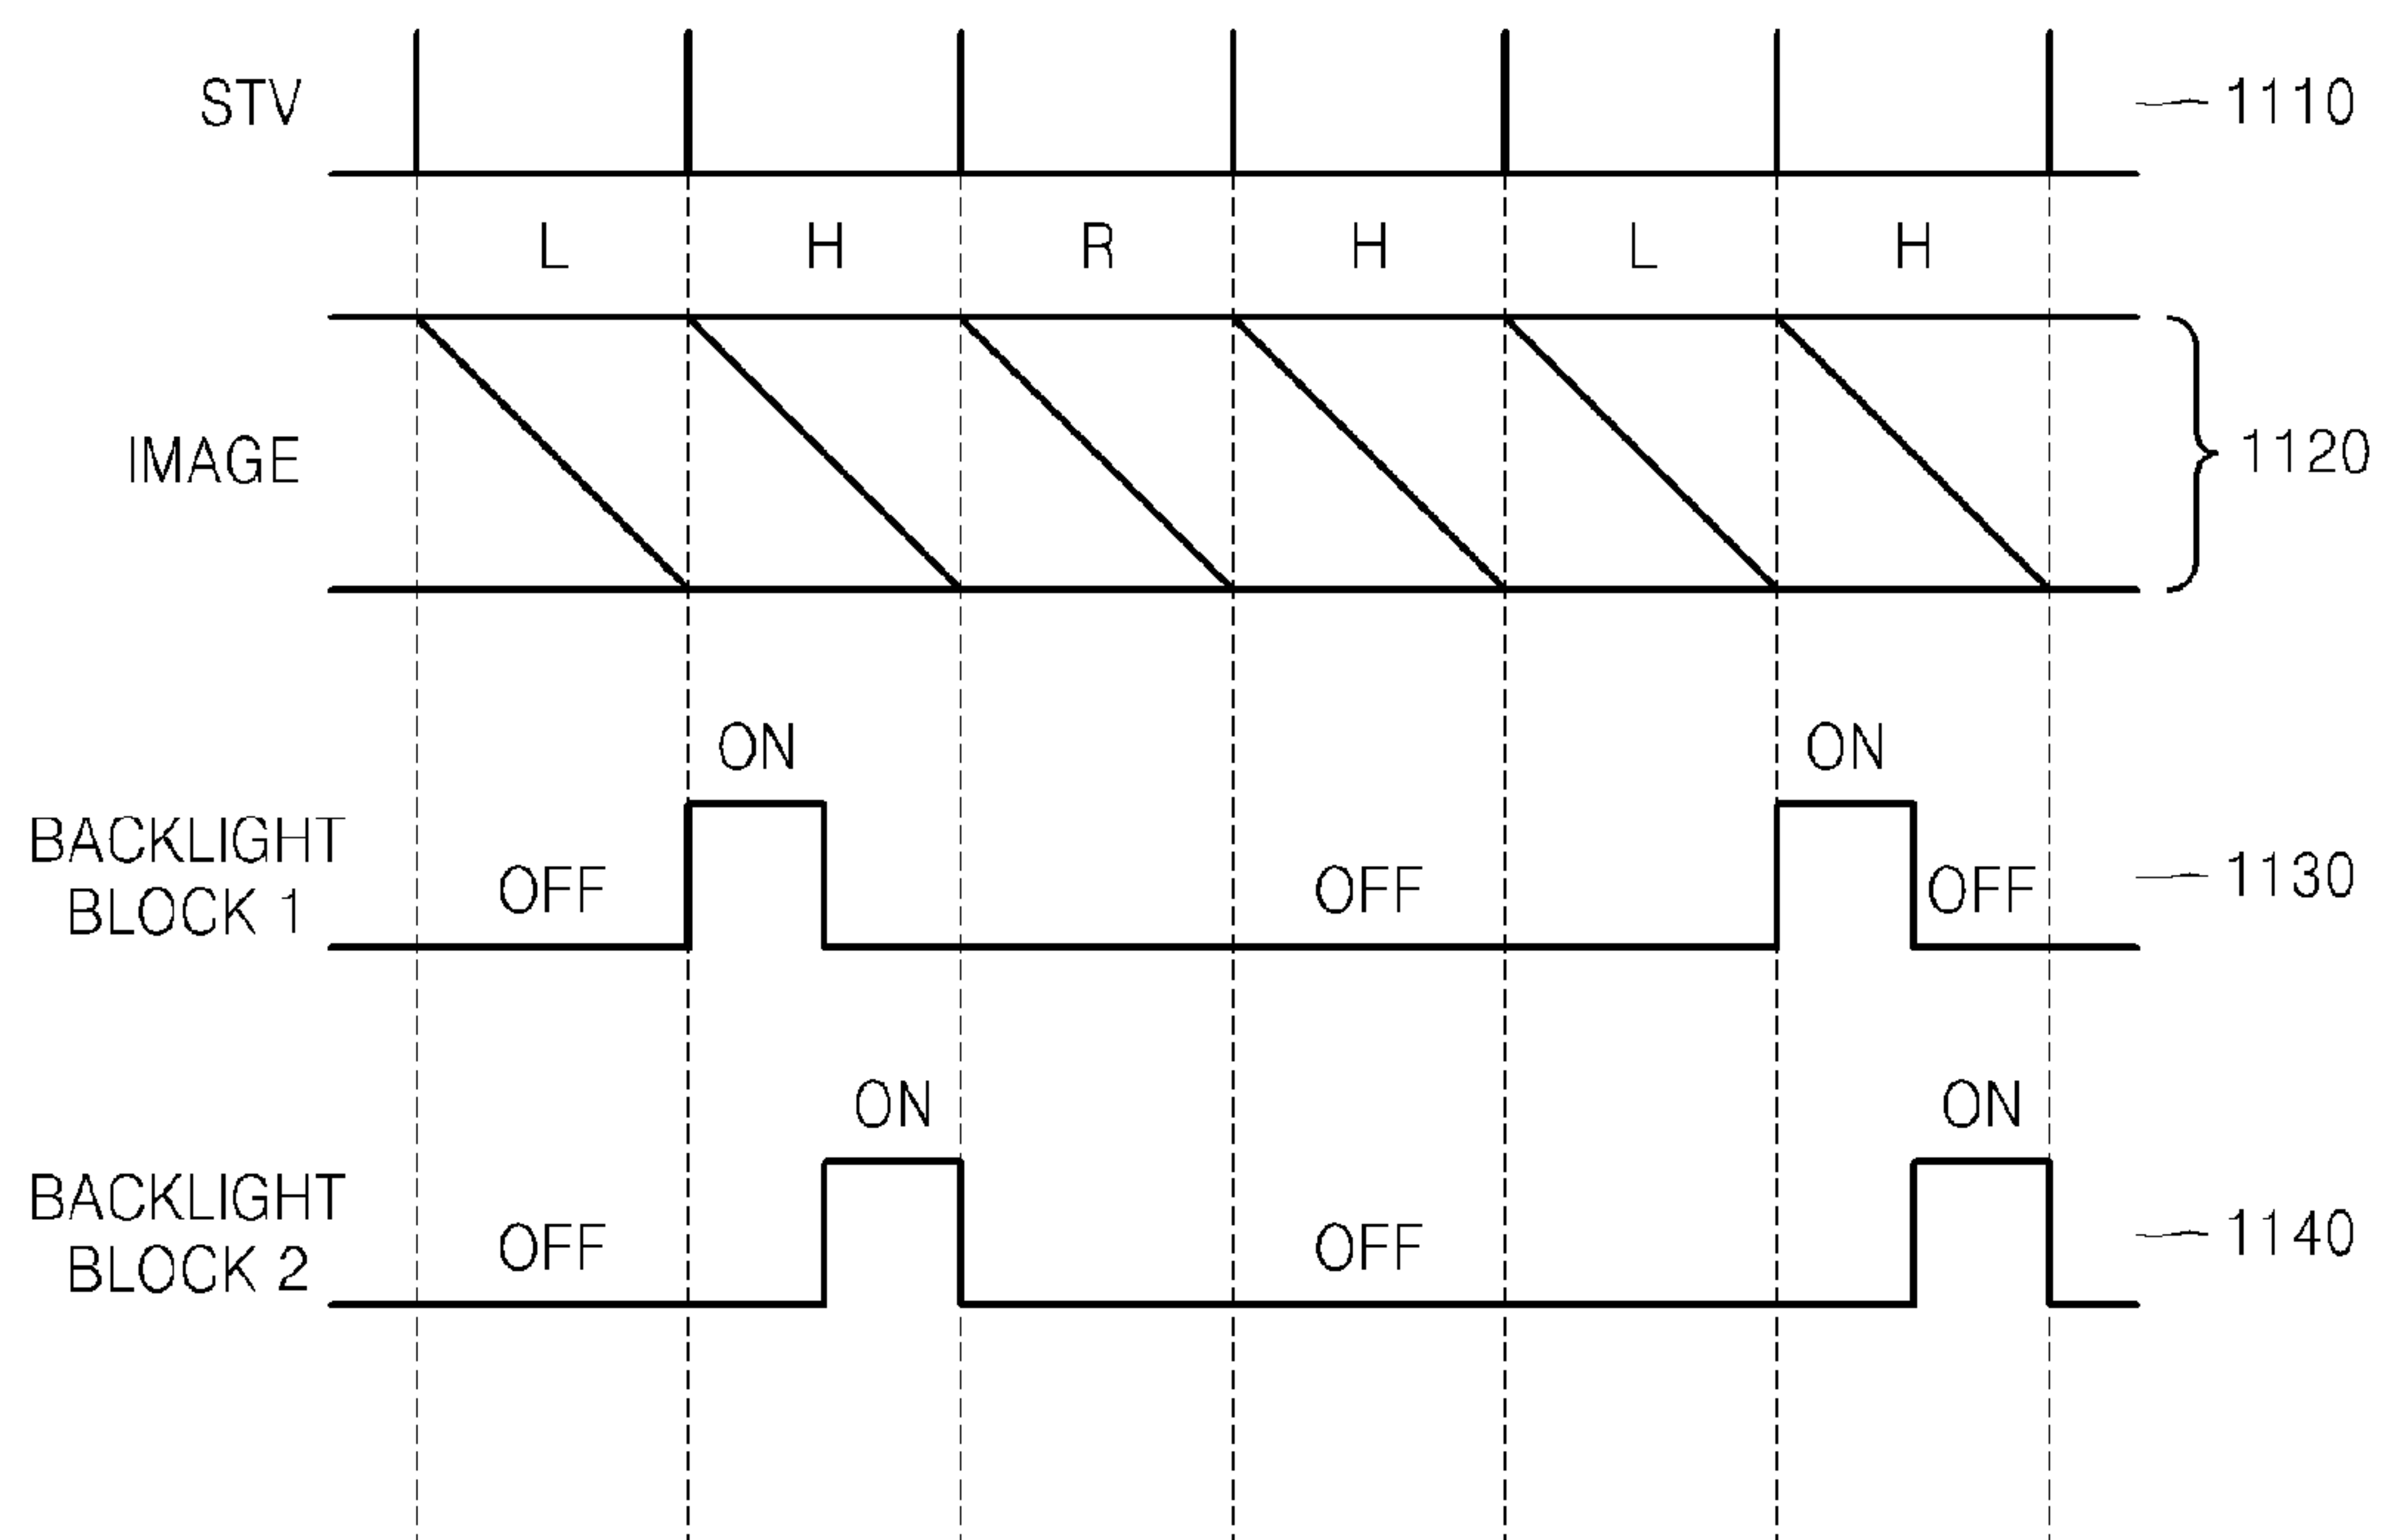 STV
1110
L H R H L H
IMAGE
1120
ON ON
BACKLIGHT
BLOCK 1
OFF OFF OFF
1130
ON ON
BACKLIGHT
BLOCK 2
OFF OFF
1140